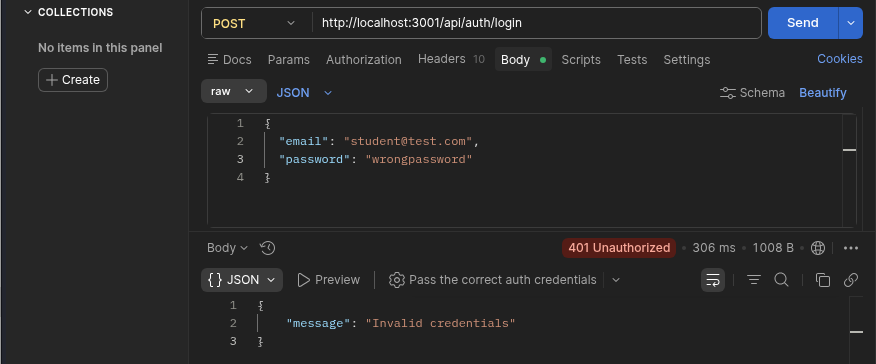 COLLECTIONS
No items in this panel
Create
POST http://localhost:3001/api/auth/login Send
Docs Params Authorization Headers 10 Body Scripts Tests Settings Cookies
raw JSON Schema Beautify
1 {
2 "email": "student@test.com",
3 "password": "wrongpassword"
4 }
Body 401 Unauthorized • 306 ms • 1008 B
{} JSON Preview Pass the correct auth credentials
1 {
2 "message": "Invalid credentials"
3 }